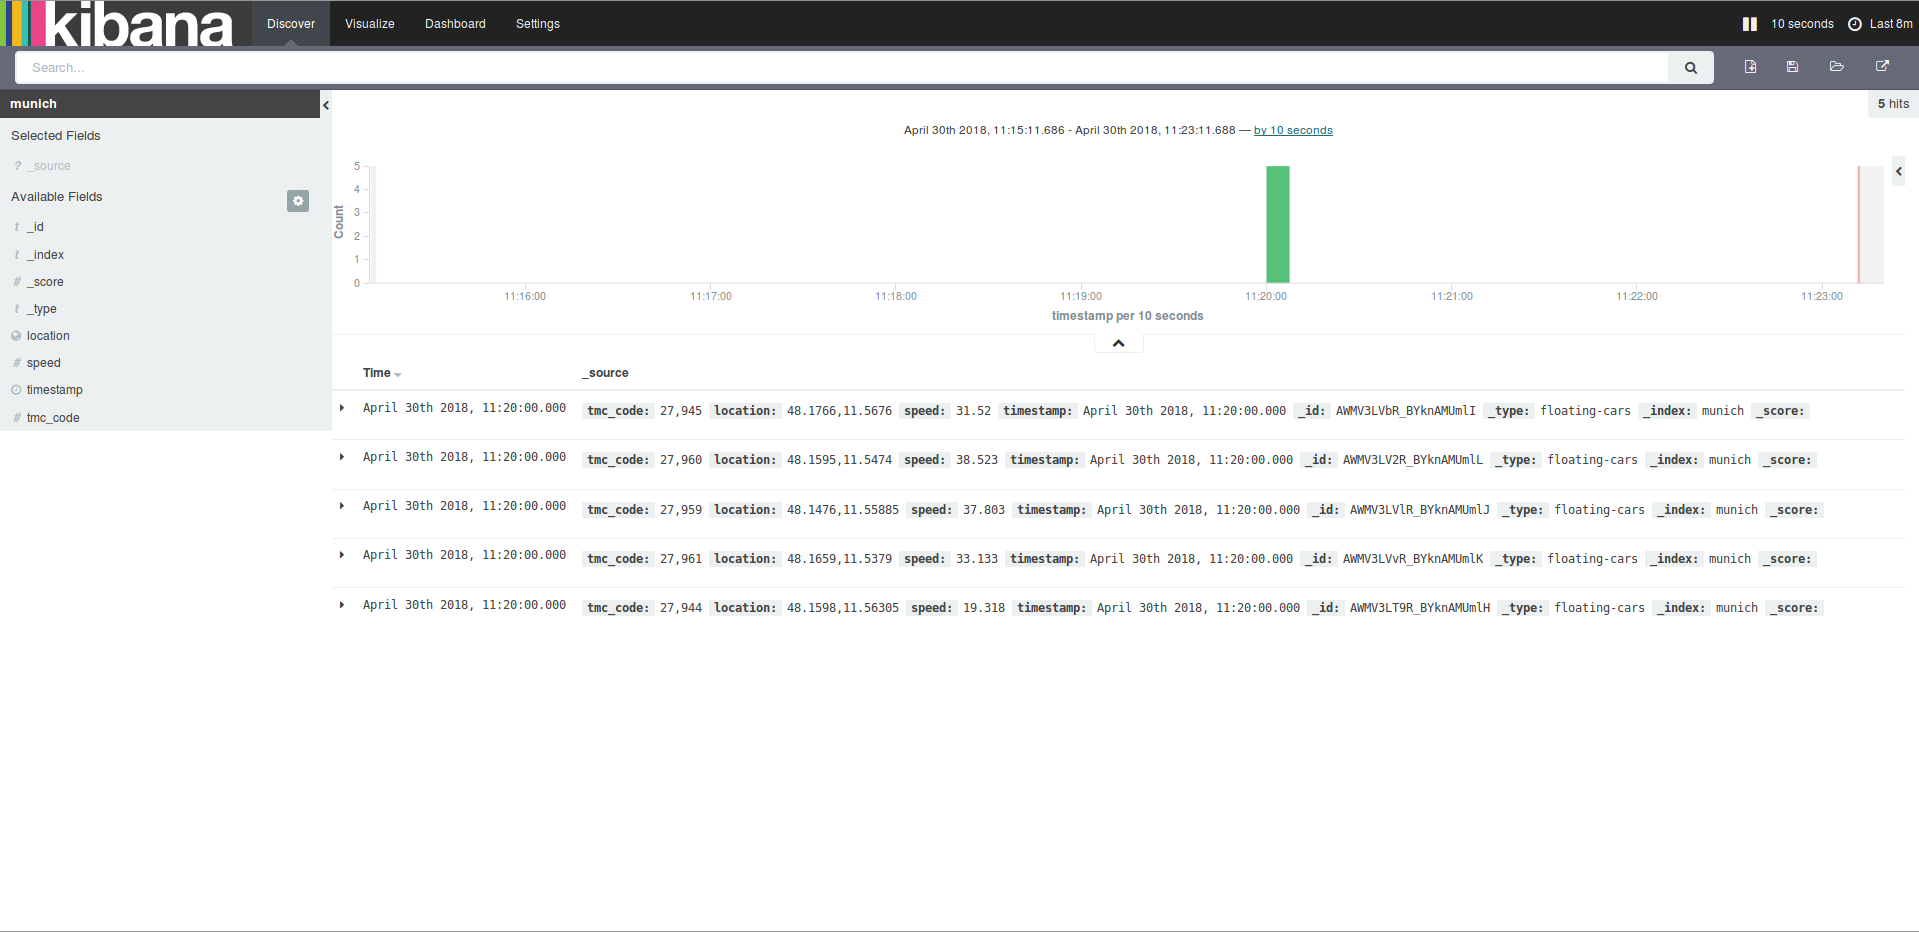 kibana Discover Visualize Dashboard Settings 10 seconds Last 8m
Search...
munich
5 hits
Selected Fields
? _source
Available Fields
t _id
t _index
# _score
t _type
location
# speed
timestamp
# tmc_code
April 30th 2018, 11:15:11.686 - April 30th 2018, 11:23:11.688 — by 10 seconds
5
4
3
2
1
0
Count
11:16:00 11:17:00 11:18:00 11:19:00 11:20:00 11:21:00 11:22:00 11:23:00
timestamp per 10 seconds
Time _source
April 30th 2018, 11:20:00.000 tmc_code: 27,945 location: 48.1766,11.5676 speed: 31.52 timestamp: April 30th 2018, 11:20:00.000 _id: AWMV3LVbR_BYknAMUmlI _type: floating-cars _index: munich _score:
April 30th 2018, 11:20:00.000 tmc_code: 27,960 location: 48.1595,11.5474 speed: 38.523 timestamp: April 30th 2018, 11:20:00.000 _id: AWMV3LV2R_BYknAMUmlL _type: floating-cars _index: munich _score:
April 30th 2018, 11:20:00.000 tmc_code: 27,959 location: 48.1476,11.55885 speed: 37.803 timestamp: April 30th 2018, 11:20:00.000 _id: AWMV3LVlR_BYknAMUmlJ _type: floating-cars _index: munich _score:
April 30th 2018, 11:20:00.000 tmc_code: 27,961 location: 48.1659,11.5379 speed: 33.133 timestamp: April 30th 2018, 11:20:00.000 _id: AWMV3LVvR_BYknAMUmlK _type: floating-cars _index: munich _score:
April 30th 2018, 11:20:00.000 tmc_code: 27,944 location: 48.1598,11.56305 speed: 19.318 timestamp: April 30th 2018, 11:20:00.000 _id: AWMV3LT9R_BYknAMUmlH _type: floating-cars _index: munich _score: